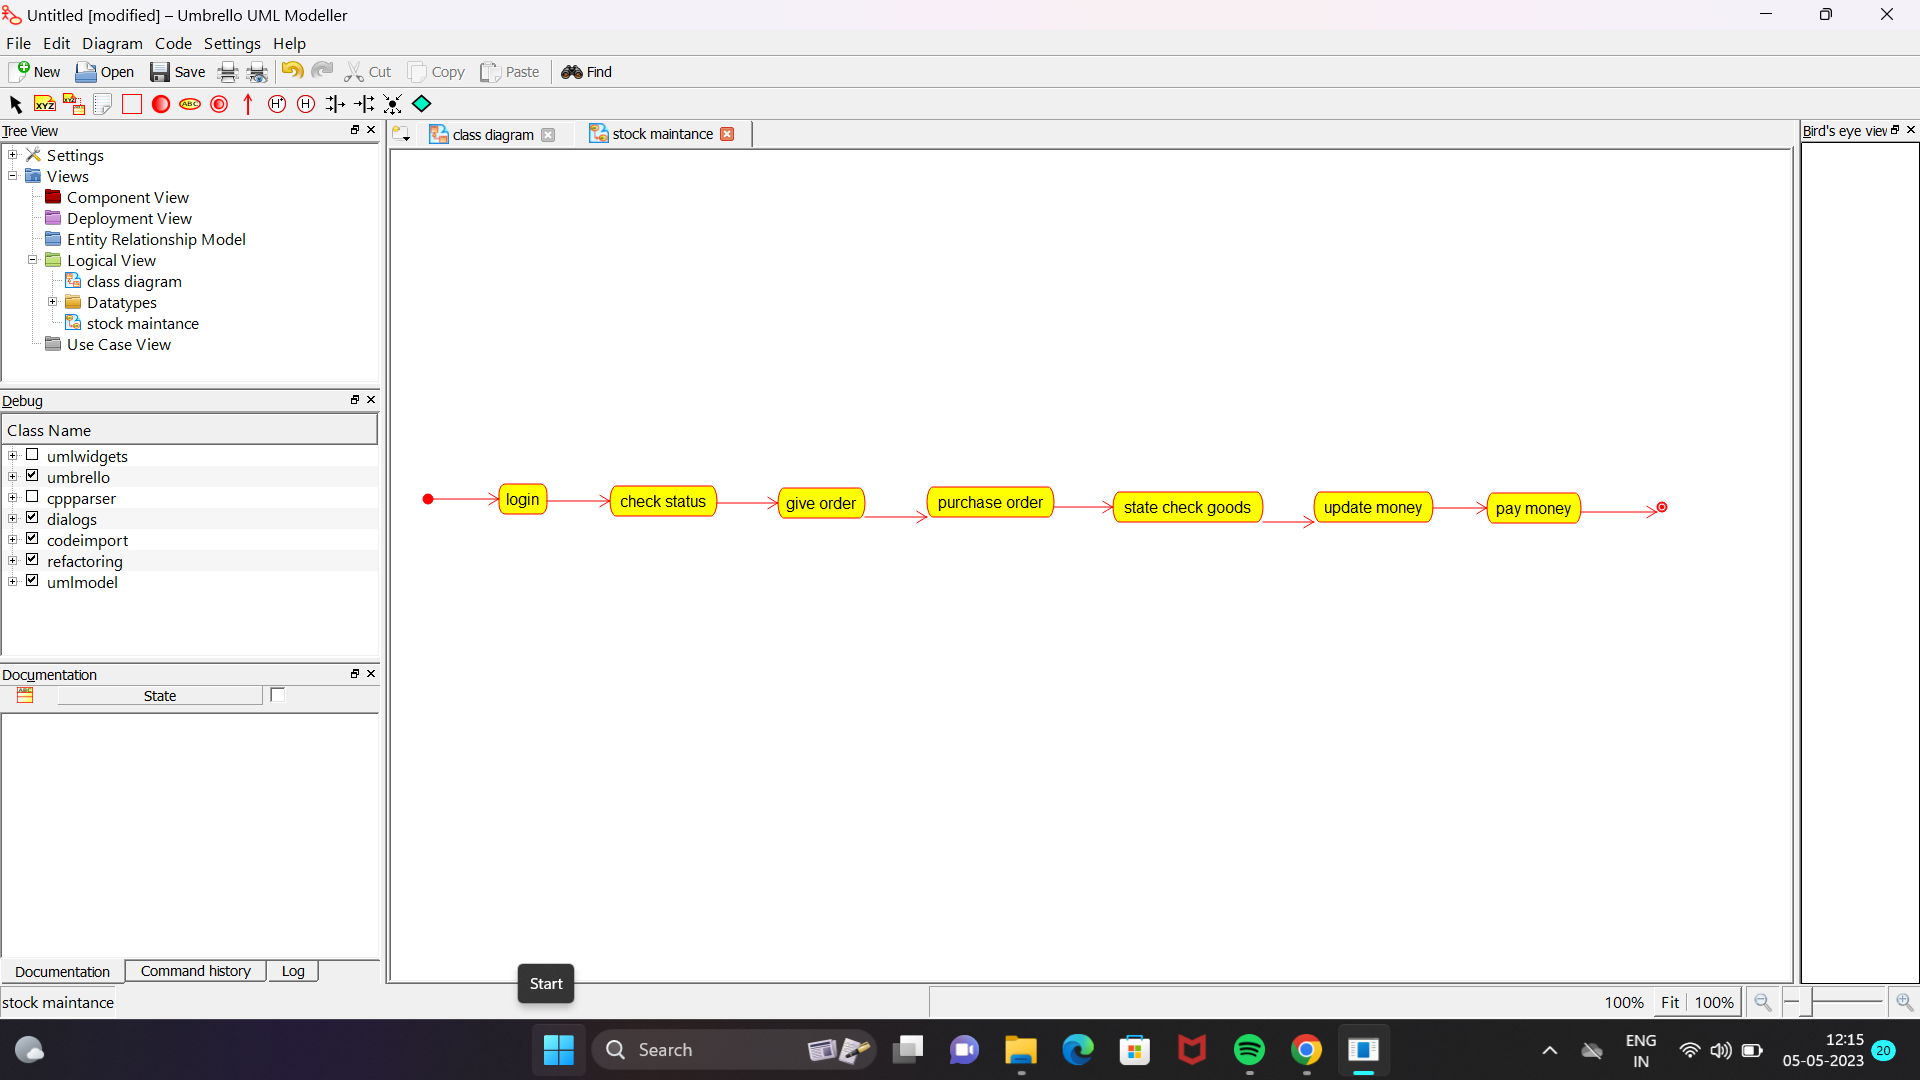 Untitled [modified] – Umbrello UML Modeller
File Edit Diagram Code Settings Help
New Open Save Cut Copy Paste Find
XYZ XYZ ABC H* H
Tree View
class diagram stock maintance
Bird's eye view
Settings
Views
Component View
Deployment View
Entity Relationship Model
Logical View
class diagram
Datatypes
stock maintance
Use Case View
Debug
Class Name
umlwidgets
umbrello
cppparser
dialogs
codeimport
refactoring
umlmodel
login check status give order purchase order state check goods update money pay money
Documentation
ABC State
Documentation Command history Log
Start
stock maintance 100% Fit 100%
Search
ENG
IN
12:15
05-05-2023
20